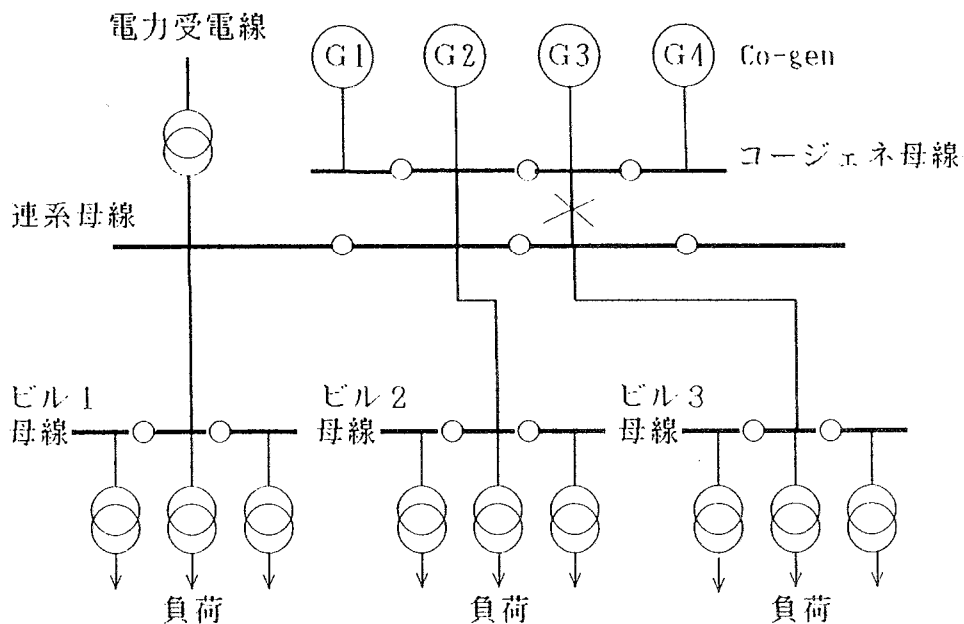 電力受電線
G1 G2 G3 G4 Co-gen
コージェネ母線
連系母線
ビル1 ビル2 ビル3
母線 母線 母線
負荷 負荷 負荷